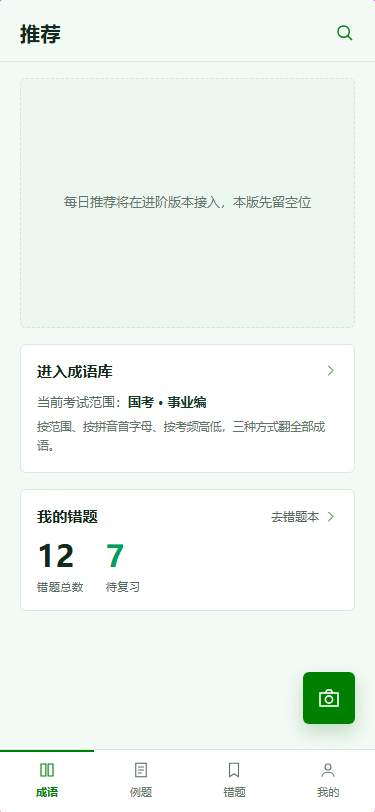 推荐
每日推荐将在进阶版本接入，本版先留空位
进入成语库
当前考试范围：国考 • 事业编
按范围、按拼音首字母、按考频高低，三种方式翻全部成
语。
我的错题
去错题本
12 7
错题总数 待复习
成语 例题 错题 我的